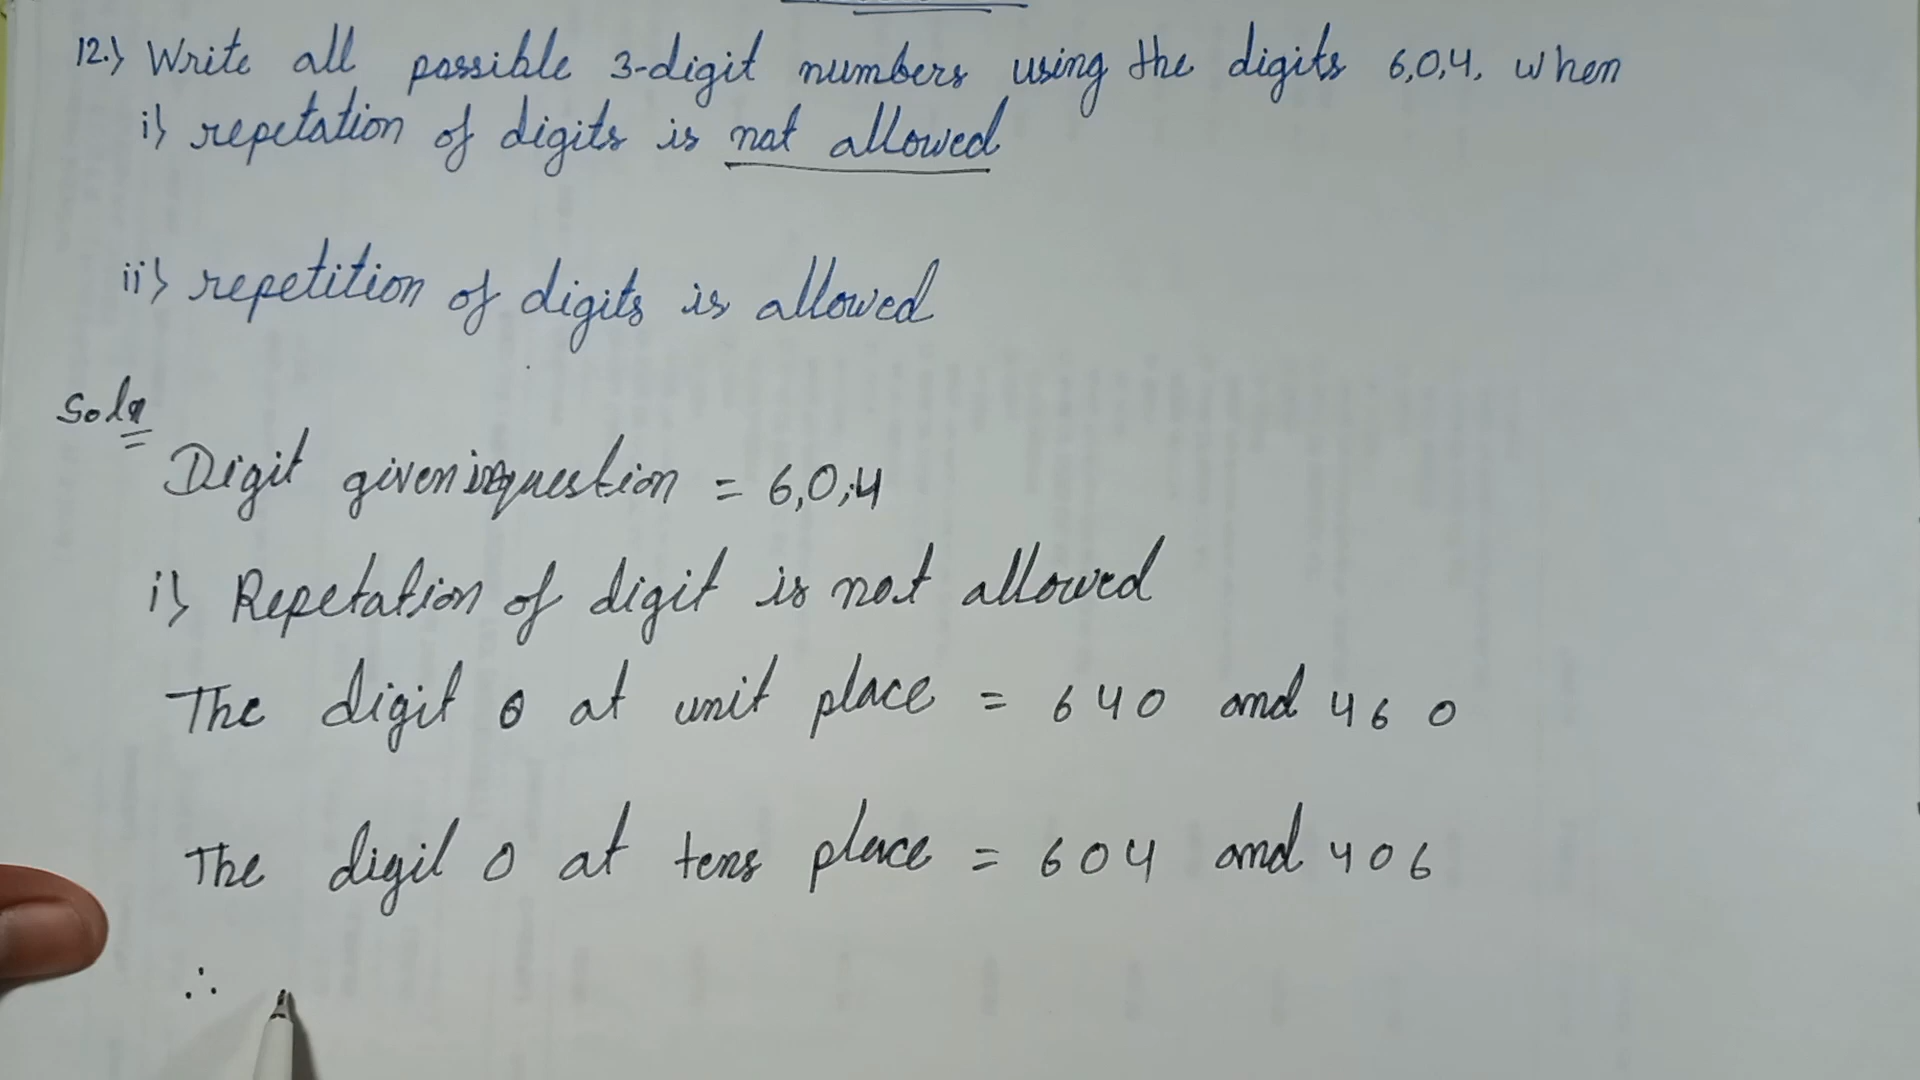 12.) Write all possible 3-digit numbers using the digits 6,0,4, when
i) repetation of digits is not allowed
ii) repetition of digits is allowed
Soln
Digit given in question = 6,0,4
i) Repetation of digit is not allowed
The digit 0 at unit place = 640 and 460
The digit 0 at tens place = 604 and 406
∴